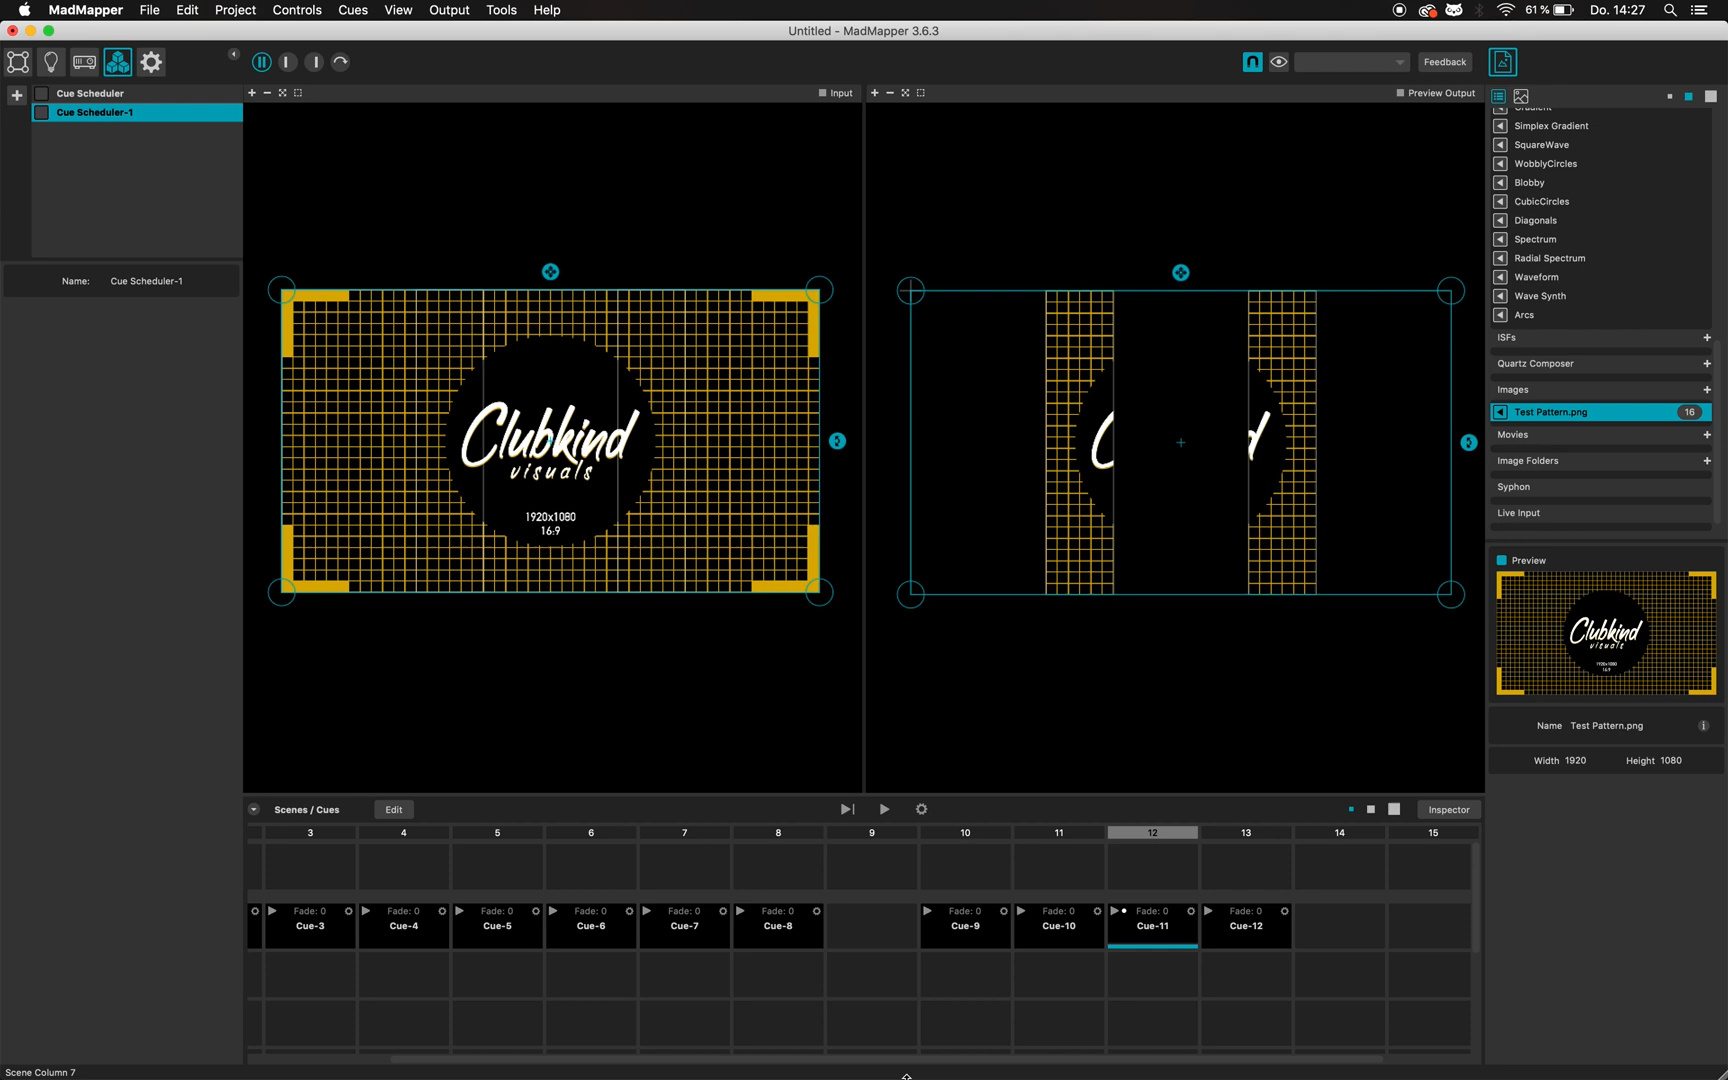 MadMapper File Edit Project Controls Cues View Output Tools Help
61 % Do. 14:27
Untitled - MadMapper 3.6.3
Feedback
Cue Scheduler
Cue Scheduler-1
Name: Cue Scheduler-1
Input
Preview Output
Clubkind
visuals
1920x1080
16:9
Gradient
Simplex Gradient
SquareWave
WobblyCircles
Blobby
CubicCircles
Diagonals
Spectrum
Radial Spectrum
Waveform
Wave Synth
Arcs
ISFs
Quartz Composer
Images
Test Pattern.png 16
Movies
Image Folders
Syphon
Live Input
Preview
Clubkind
visuals
1920x1080
16:9
Name Test Pattern.png
Width 1920 Height 1080
Scenes / Cues Edit Inspector
3 4 5 6 7 8 9 10 11 12 13 14 15
Fade: 0 Fade: 0 Fade: 0 Fade: 0 Fade: 0 Fade: 0 Fade: 0 Fade: 0 Fade: 0 Fade: 0
Cue-3 Cue-4 Cue-5 Cue-6 Cue-7 Cue-8 Cue-9 Cue-10 Cue-11 Cue-12
Scene Column 7